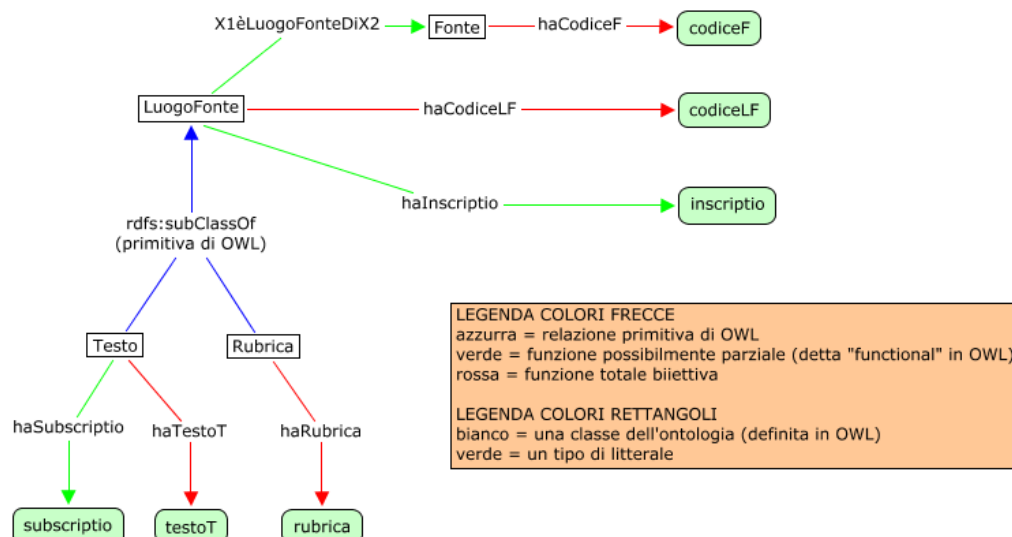 X1èLuogoFonteDiX2
Fonte
haCodiceF
codiceF
LuogoFonte
haCodiceLF
codiceLF
haInscriptio
inscriptio
rdfs:subClassOf
(primitiva di OWL)
Testo
Rubrica
LEGENDA COLORI FRECCE
azzurra = relazione primitiva di OWL
verde = funzione possibilmente parziale (detta "functional" in OWL)
rossa = funzione totale biiettiva
LEGENDA COLORI RETTANGOLI
bianco = una classe dell'ontologia (definita in OWL)
verde = un tipo di litterale
haSubscriptio
haTestoT
haRubrica
subscriptio
testoT
rubrica